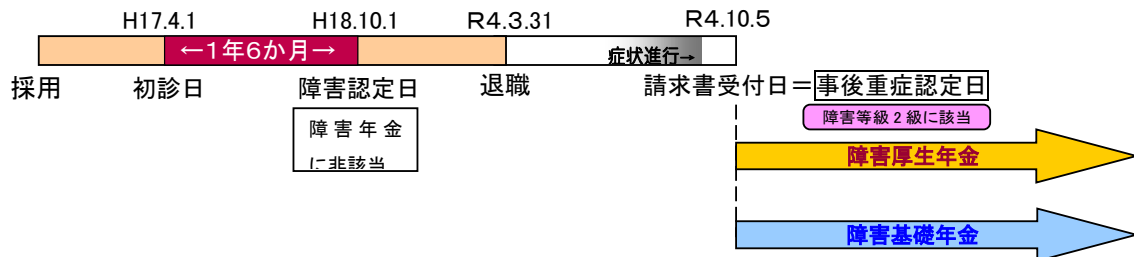 H17.4.1 H18.10.1 R4.3.31 R4.10.5
←1年6か月→ 症状進行→
採用 初診日 障害認定日 退職 請求書受付日＝事後重症認定日
障害年金
に非該当
障害等級２級に該当
障害厚生年金
障害基礎年金